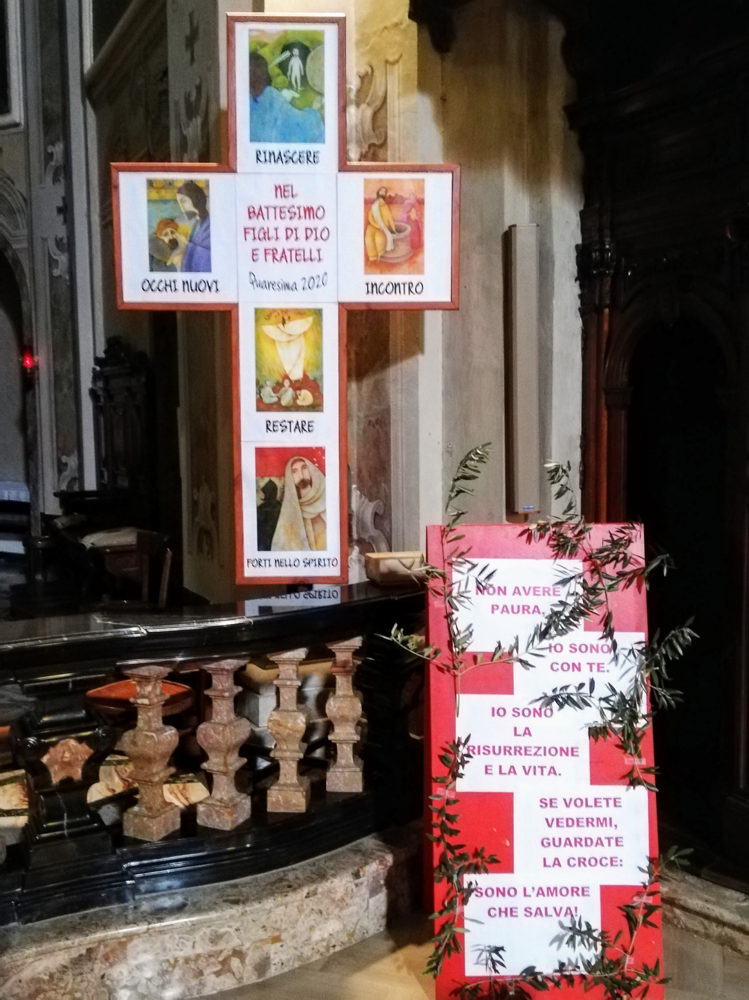 RINASCERE
NEL
BATTESIMO
FIGLI DI DIO
E FRATELLI
Quaresima 2020
OCCHI NUOVI
INCONTRO
RESTARE
FORTI NELLO SPIRITO
NON AVERE
PAURA,
IO SONO
CON TE.
IO SONO
LA
RISURREZIONE
E LA VITA.
SE VOLETE
VEDERMI,
GUARDATE
LA CROCE:
SONO L'AMORE
CHE SALVA!